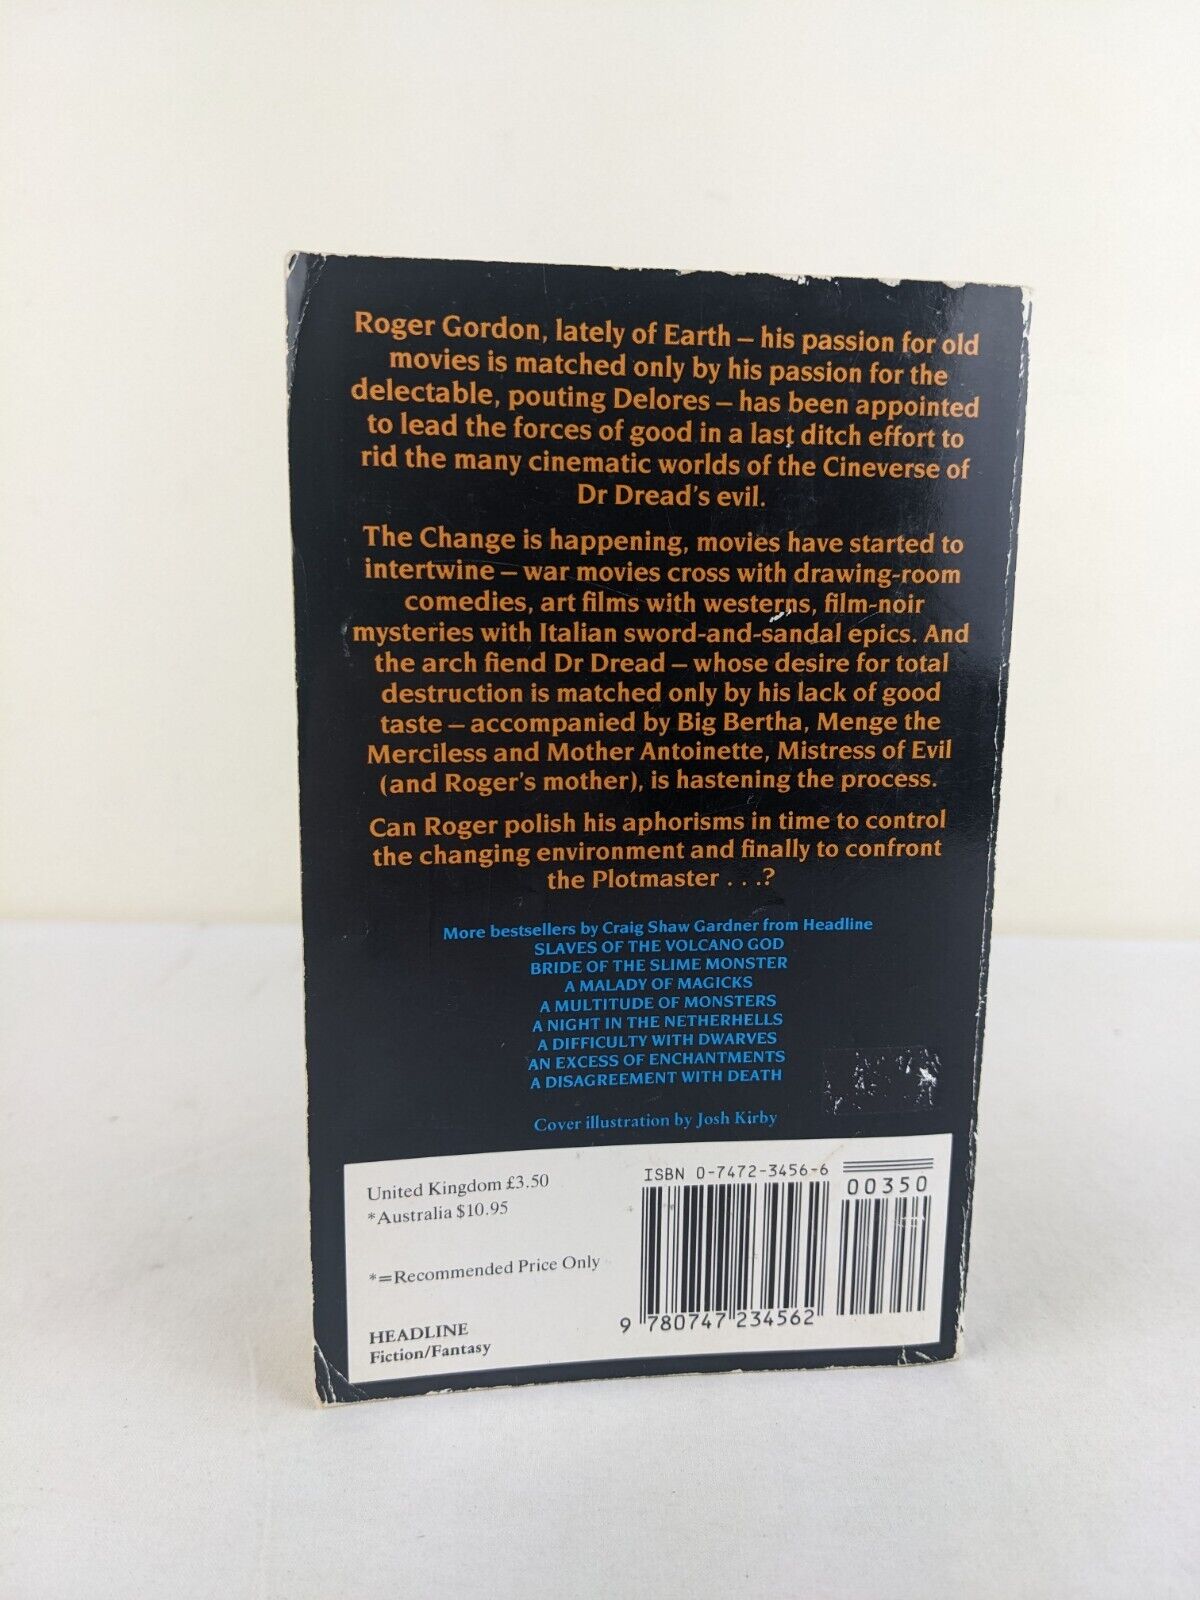 Roger Gordon, lately of Earth – his passion for old
movies is matched only by his passion for the
delectable, pouting Delores – has been appointed
to lead the forces of good in a last ditch effort to
rid the many cinematic worlds of the Cineverse of
Dr Dread's evil.
The Change is happening, movies have started to
intertwine – war movies cross with drawing-room
comedies, art films with westerns, film-noir
mysteries with Italian sword-and-sandal epics. And
the arch fiend Dr Dread – whose desire for total
destruction is matched only by his lack of good
taste – accompanied by Big Bertha, Menge the
Merciless and Mother Antoinette, Mistress of Evil
(and Roger's mother), is hastening the process.
Can Roger polish his aphorisms in time to control
the changing environment and finally to confront
the Plotmaster . . .?
More bestsellers by Craig Shaw Gardner from Headline
SLAVES OF THE VOLCANO GOD
BRIDE OF THE SLIME MONSTER
A MALADY OF MAGICKS
A MULTITUDE OF MONSTERS
A NIGHT IN THE NETHERHELLS
A DIFFICULTY WITH DWARVES
AN EXCESS OF ENCHANTMENTS
A DISAGREEMENT WITH DEATH
Cover illustration by Josh Kirby
United Kingdom £3.50
*Australia $10.95
*=Recommended Price Only
HEADLINE
Fiction/Fantasy
ISBN 0-7472-3456-6
00350
9 780747 234562